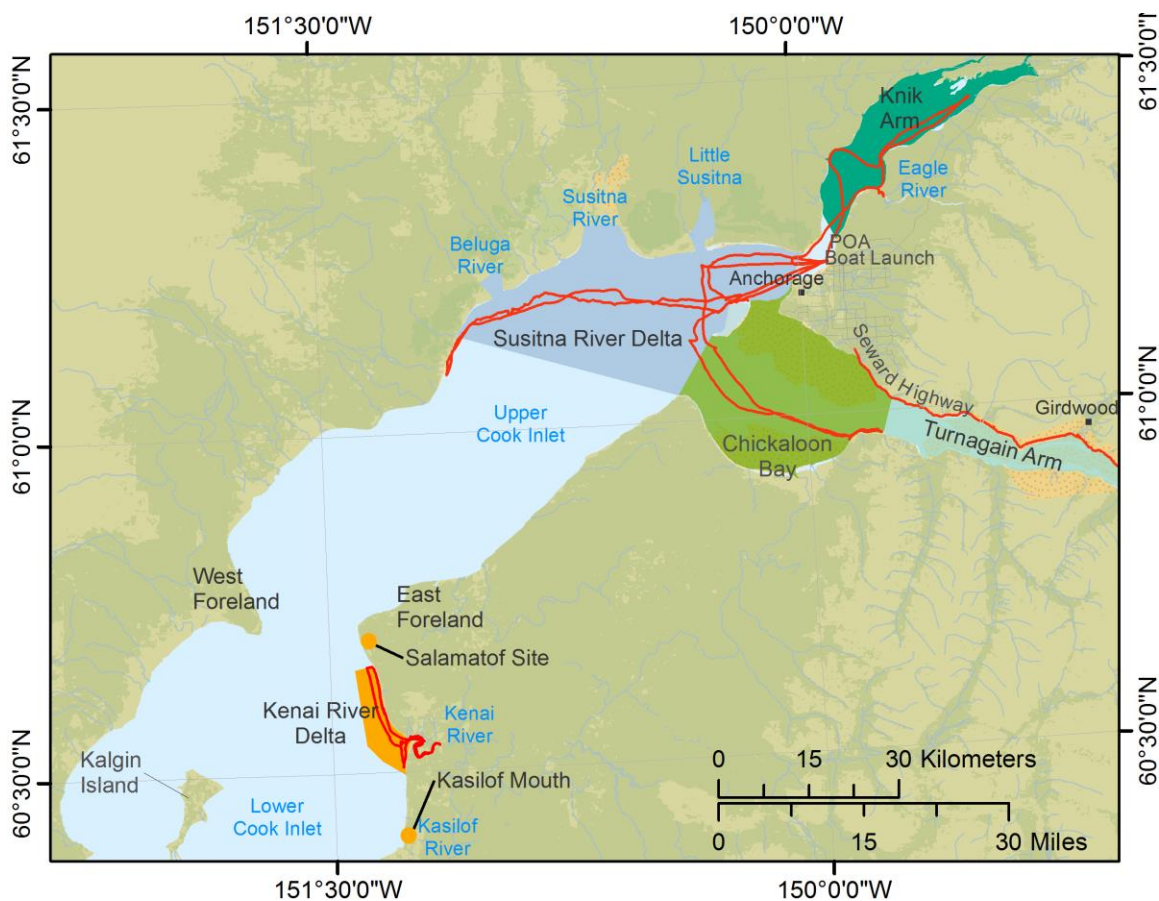 151°30'0"W
150°0'0"W
61°30'0"N
61°30'0"N
Knik
Arm
Little
Susitna
Eagle
River
Susitna
River
Beluga
River
POA
Boat Launch
Anchorage
Susitna River Delta
Seward Highway
61°0'0"N
Girdwood
Upper
Cook Inlet
61°0'0"N
Turnagain Arm
Chickaloon
Bay
West
Foreland
East
Foreland
Salamatof Site
Kenai River
Delta
Kenai
River
60°30'0"N
Kalgin
Island
Kasilof Mouth
0 15 30 Kilometers
60°30'0"N
Lower
Cook Inlet
Kasilof
River
0 15 30 Miles
151°30'0"W
150°0'0"W